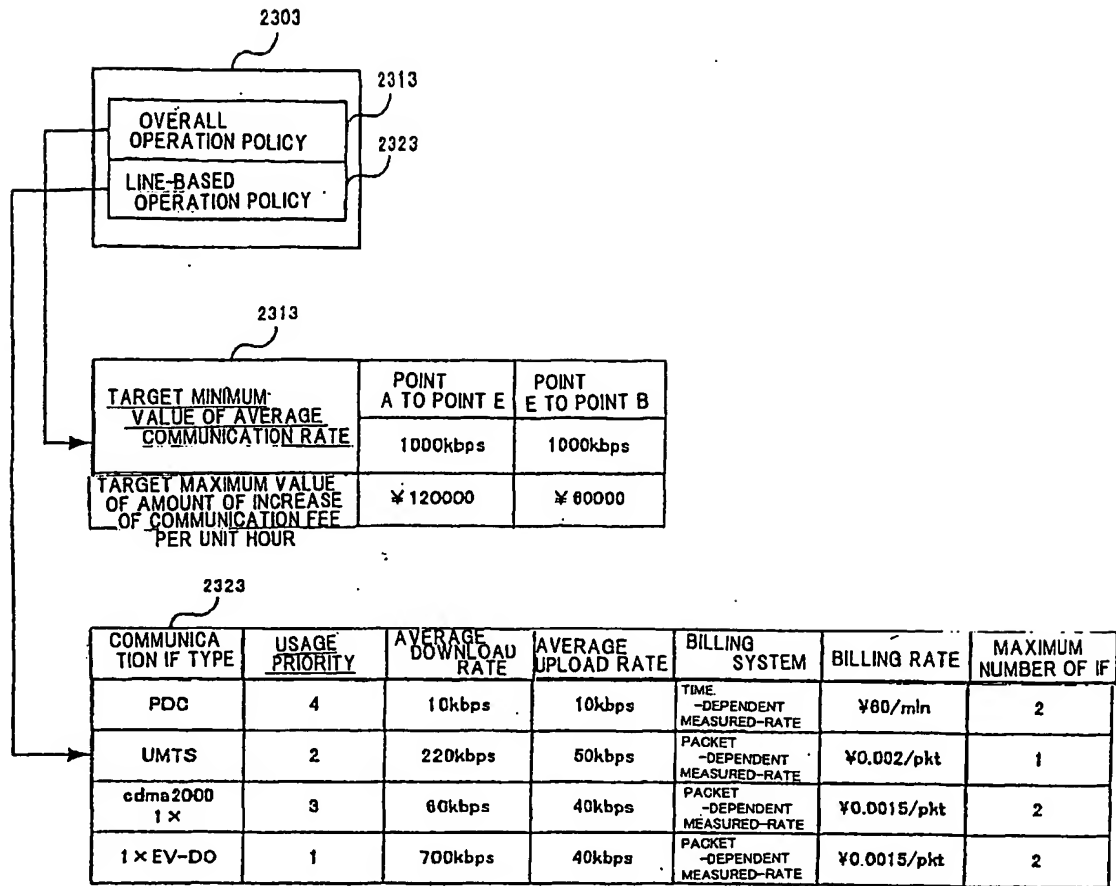 2303
2313
OVERALL
OPERATION POLICY
2323
LINE-BASED
OPERATION POLICY
2313
TARGET MINIMUM
VALUE OF AVERAGE
COMMUNICATION RATE
POINT
A TO POINT E
POINT
E TO POINT B
1000kbps
1000kbps
TARGET MAXIMUM VALUE
OF AMOUNT OF INCREASE
OF COMMUNICATION FEE
PER UNIT HOUR
¥120000
¥60000
2323
COMMUNICA
TION IF TYPE
USAGE
PRIORITY
AVERAGE
DOWNLOAD
RATE
AVERAGE
UPLOAD RATE
BILLING
SYSTEM
BILLING RATE
MAXIMUM
NUMBER OF IF
PDC
4
10kbps
10kbps
TIME
-DEPENDENT
MEASURED-RATE
¥60/min
2
UMTS
2
220kbps
50kbps
PACKET
-DEPENDENT
MEASURED-RATE
¥0.002/pkt
1
cdma2000
1×
3
60kbps
40kbps
PACKET
-DEPENDENT
MEASURED-RATE
¥0.0015/pkt
2
1×EV-DO
1
700kbps
40kbps
PACKET
-DEPENDENT
MEASURED-RATE
¥0.0015/pkt
2